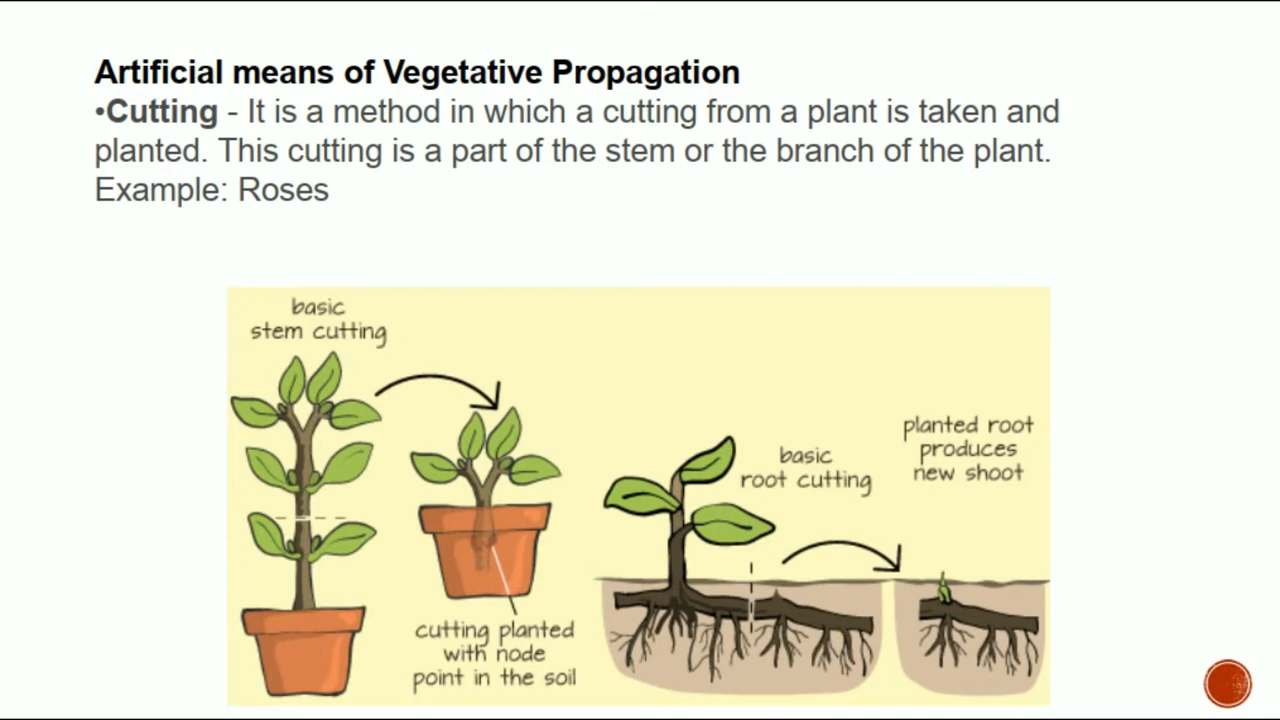 Artificial means of Vegetative Propagation
•Cutting - It is a method in which a cutting from a plant is taken and
planted. This cutting is a part of the stem or the branch of the plant.
Example: Roses
basic
stem cutting
cutting planted
with node
point in the soil
basic
root cutting
planted root
produces
new shoot